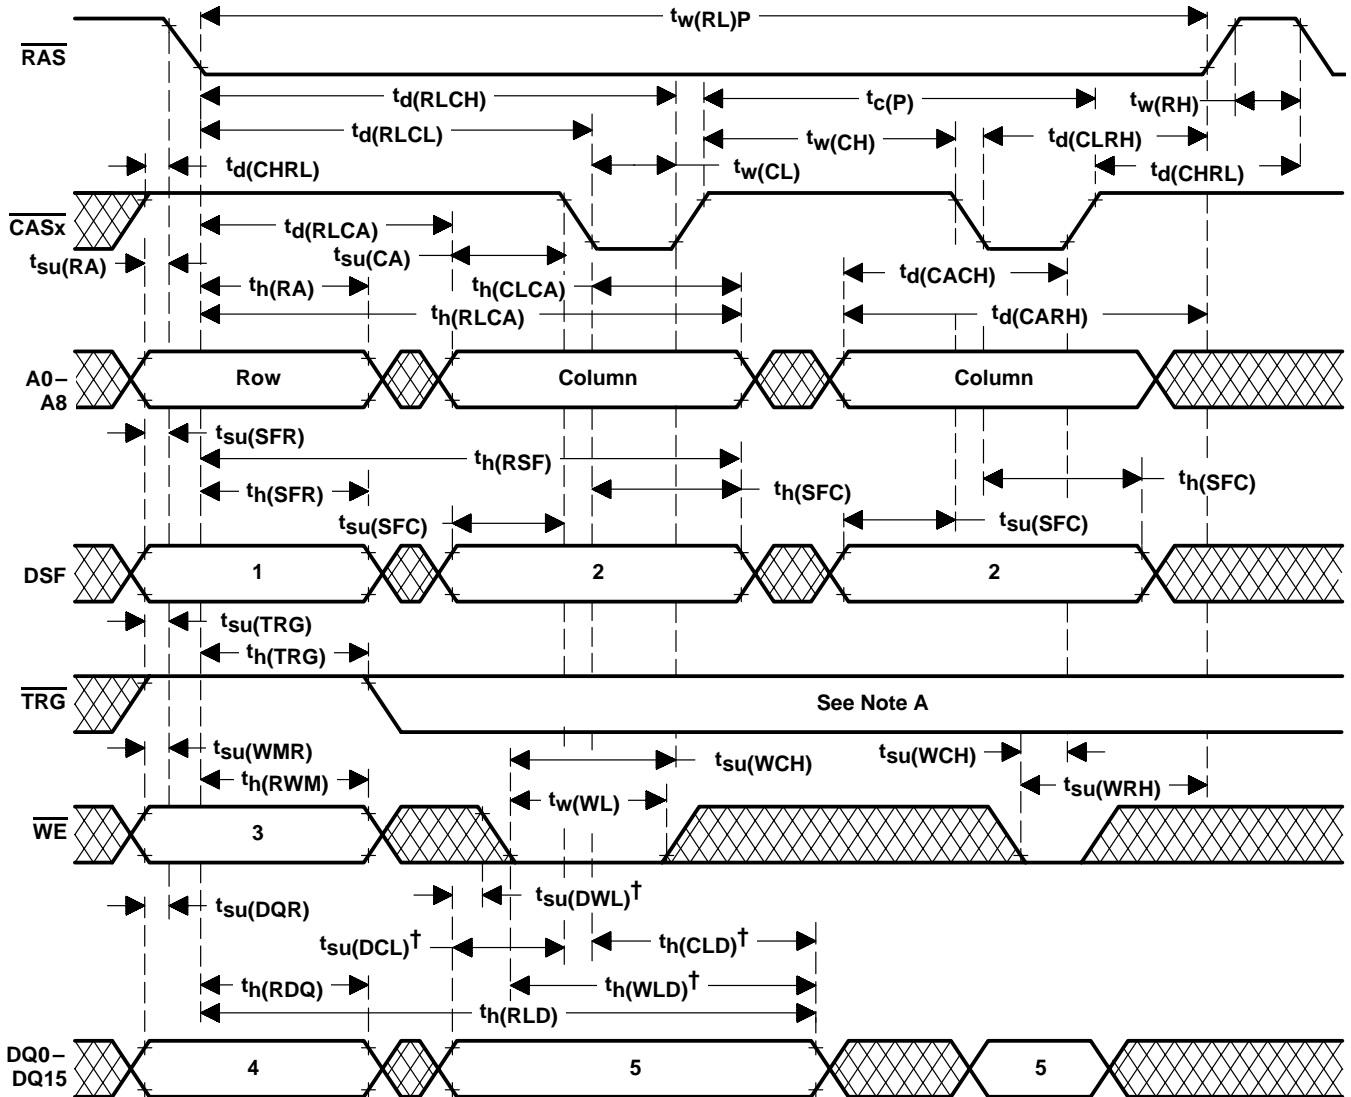 tw(RL)P
RAS
td(RLCH)
tc(P)
tw(RH)
td(RLCL)
tw(CH)
td(CLRH)
td(CHRL)
tw(CL)
td(CHRL)
CASx
td(RLCA)
tsu(RA)
tsu(CA)
th(RA)
th(CLCA)
td(CACH)
th(RLCA)
td(CARH)
A0–
A8
Row
Column
Column
tsu(SFR)
th(RSF)
th(SFR)
th(SFC)
th(SFC)
tsu(SFC)
tsu(SFC)
DSF
1
2
2
tsu(TRG)
th(TRG)
TRG
See Note A
tsu(WMR)
tsu(WCH)
tsu(WCH)
th(RWM)
tw(WL)
tsu(WRH)
WE
3
tsu(DWL)†
tsu(DQR)
tsu(DCL)†
th(CLD)†
th(RDQ)
th(WLD)†
th(RLD)
DQ0–
DQ15
4
5
5